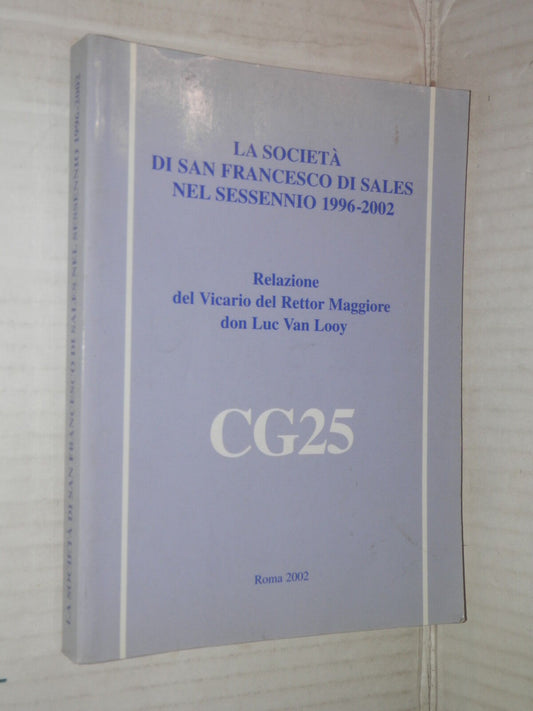 LA SOCIETÀ DI SAN FRANCESCO DI SALES NEL SESSENNIO 1996-2002
LA SOCIETÀ
DI SAN FRANCESCO DI SALES
NEL SESSENNIO 1996-2002
Relazione
del Vicario del Rettor Maggiore
don Luc Van Looy
CG25
Roma 2002